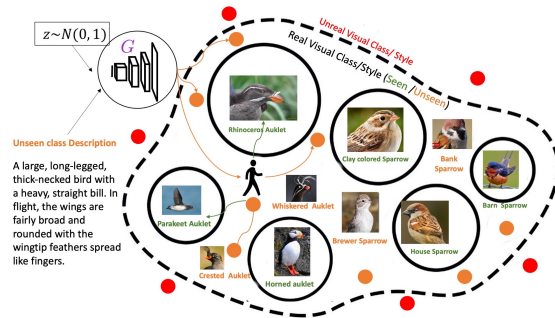 Unreal Visual Class/ Style
Real Visual Class/Style (Seen /Unseen)
z~N(0, 1)
G
Rhinoceros Auklet
Clay colored Sparrow
Bank
Sparrow
Unseen class Description
A large, long-legged,
thick-necked bird with
a heavy, straight bill. In
flight, the wings are
fairly broad and
rounded with the
wingtip feathers spread
like fingers.
Parakeet Auklet
Whiskered Auklet
Barn Sparrow
Brewer Sparrow
House Sparrow
Crested Auklet
Horned auklet